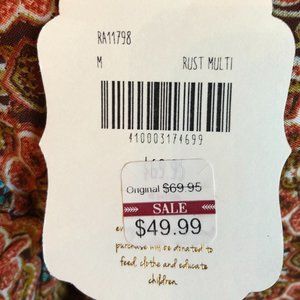 RA11798
M RUST MULTI
410003174699
Original $69.95
SALE
$49.99
purchase will be donated to
feed, clothe and educate
children